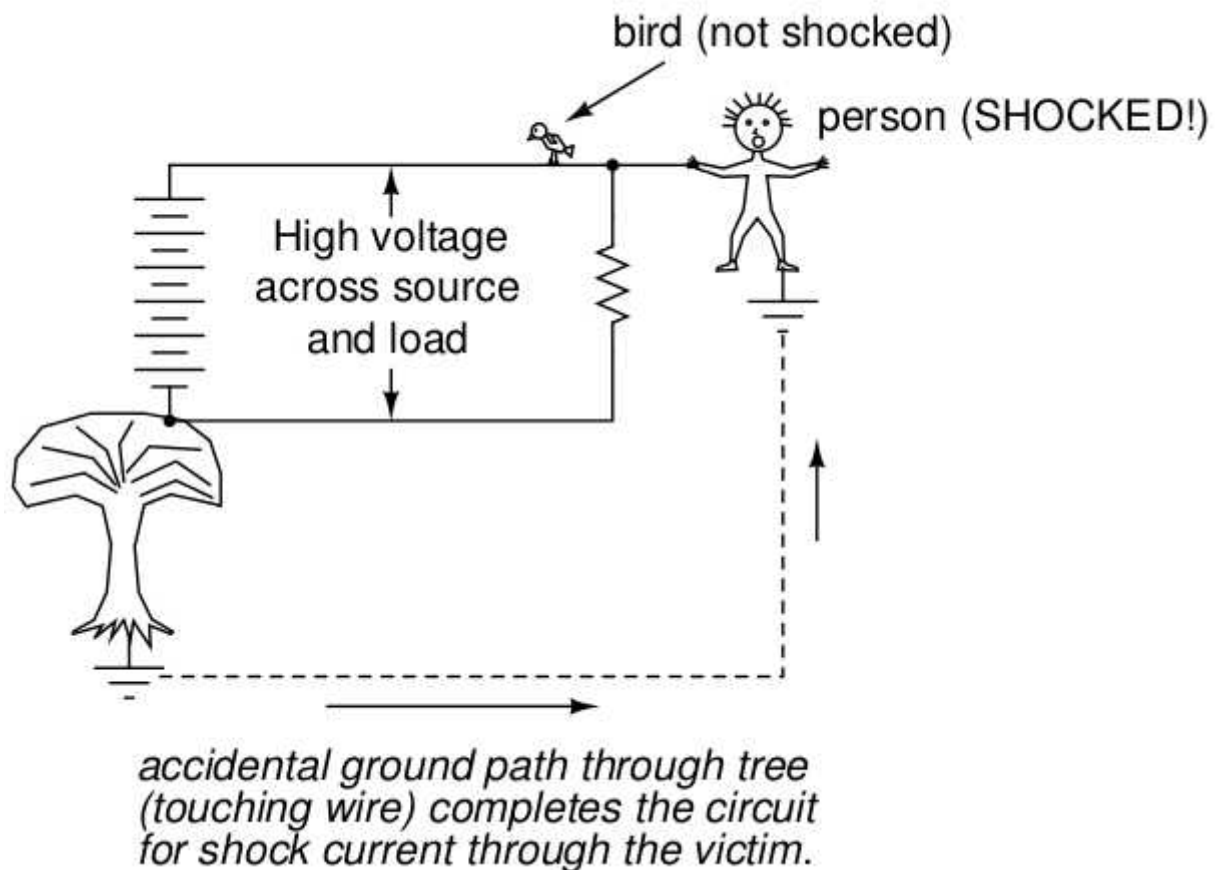 bird (not shocked)
person (SHOCKED!)
High voltage
across source
and load
accidental ground path through tree
(touching wire) completes the circuit
for shock current through the victim.